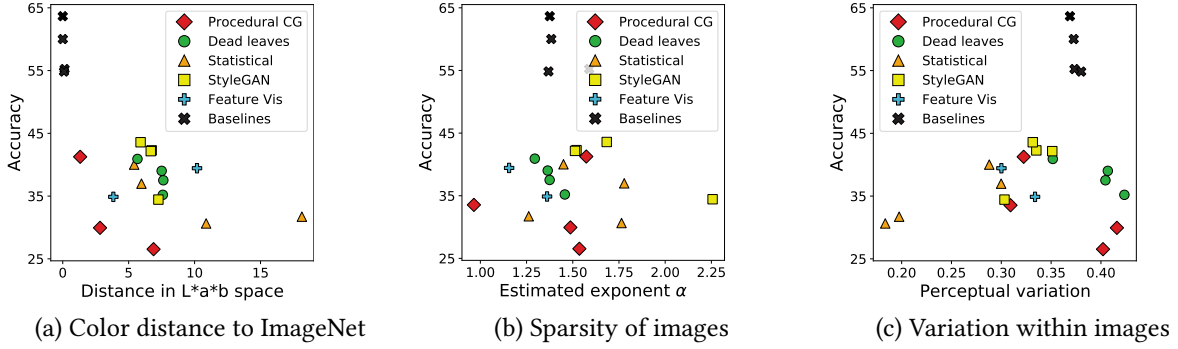 65
55
45
35
25
Accuracy
0
5
10
15
Distance in L*a*b space
Procedural CG
Dead leaves
Statistical
StyleGAN
Feature Vis
Baselines
(a) Color distance to ImageNet
65
55
45
35
25
Accuracy
1.00
1.25
1.50
1.75
2.00
2.25
Estimated exponent α
Procedural CG
Dead leaves
Statistical
StyleGAN
Feature Vis
Baselines
(b) Sparsity of images
65
55
45
35
25
Accuracy
0.20
0.25
0.30
0.35
0.40
Perceptual variation
Procedural CG
Dead leaves
Statistical
StyleGAN
Feature Vis
Baselines
(c) Variation within images